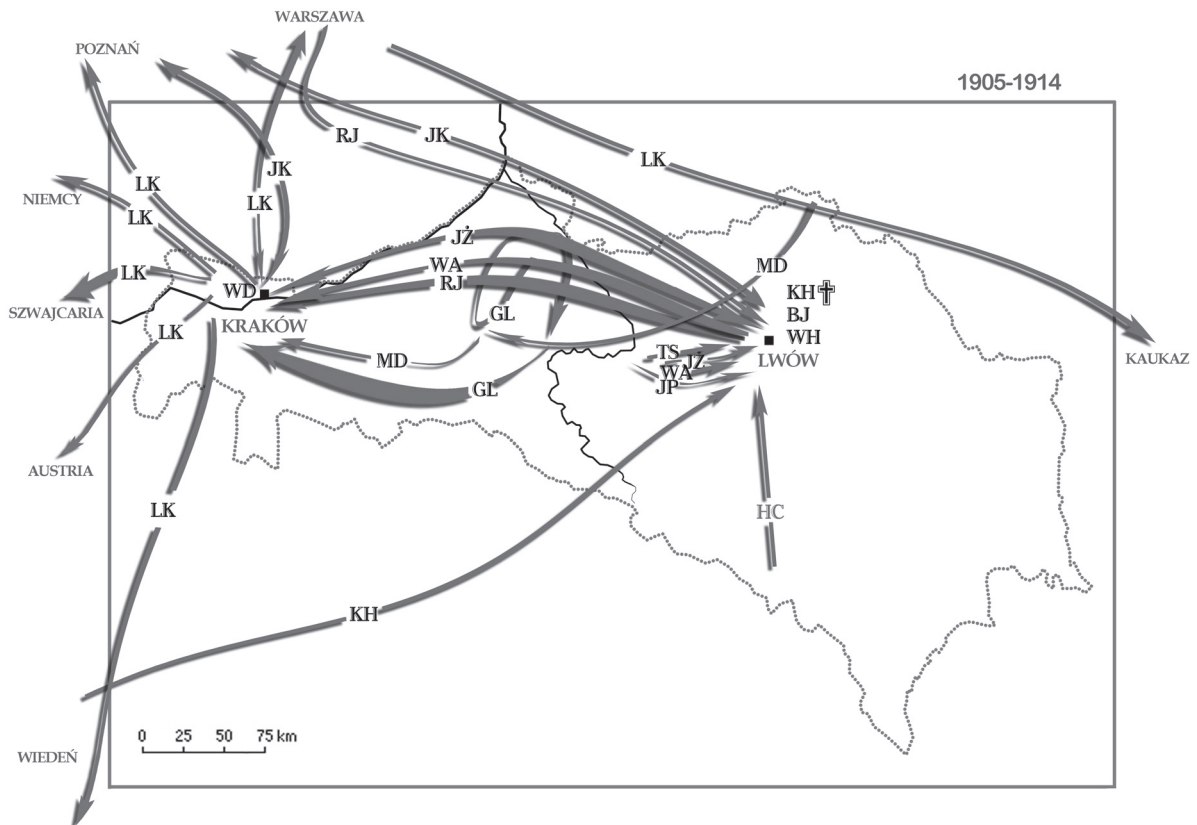 WARSZAWA
POZNAŃ
1905-1914
RJ
JK
LK
JK
LK
NIEMCY
LK
LK
JŻ
WA
RJ
MD
LK
WD
KH
BJ
WH
SZWAJCARIA
LK
KRAKÓW
GL
TS
JŻ
WA
JP
LWÓW
KAUKAZ
MD
GL
AUSTRIA
LK
HC
KH
0 25 50 75 km
WIEDEŃ